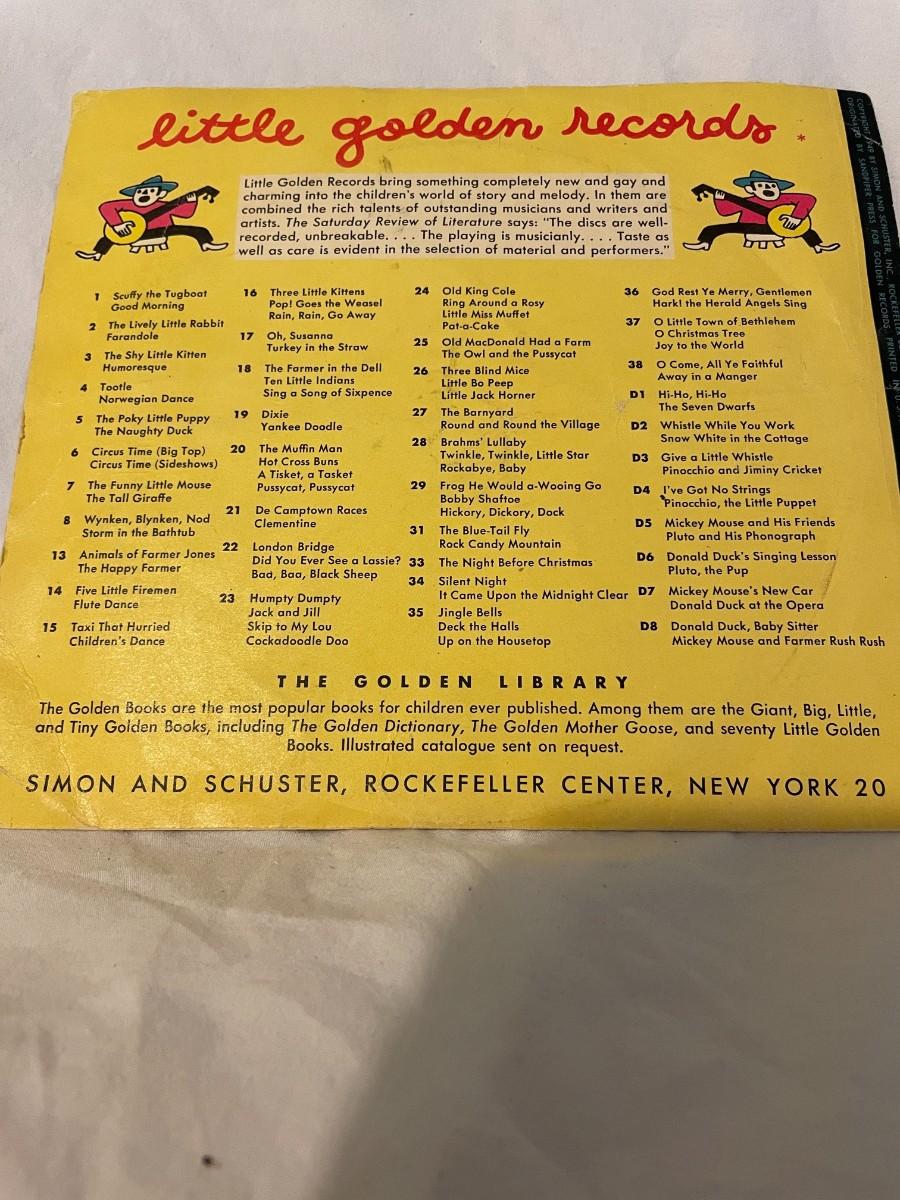 little golden records *
Little Golden Records bring something completely new and gay and
charming into the children's world of story and melody. In them are
combined the rich talents of outstanding musicians and writers and
artists. The Saturday Review of Literature says: "The discs are well-
recorded, unbreakable. . . . The playing is musicianly. . . . Taste as
well as care is evident in the selection of material and performers."
1 Scuffy the Tugboat
Good Morning
2 The Lively Little Rabbit
Farandole
3 The Shy Little Kitten
Humoresque
4 Tootle
Norwegian Dance
5 The Poky Little Puppy
The Naughty Duck
6 Circus Time (Big Top)
Circus Time (Sideshows)
7 The Funny Little Mouse
The Tall Giraffe
8 Wynken, Blynken, Nod
Storm in the Bathtub
13 Animals of Farmer Jones
The Happy Farmer
14 Five Little Firemen
Flute Dance
15 Taxi That Hurried
Children's Dance
16 Three Little Kittens
Pop! Goes the Weasel
Rain, Rain, Go Away
17 Oh, Susanna
Turkey in the Straw
18 The Farmer in the Dell
Ten Little Indians
Sing a Song of Sixpence
19 Dixie
Yankee Doodle
20 The Muffin Man
Hot Cross Buns
A Tisket, a Tasket
Pussycat, Pussycat
21 De Camptown Races
Clementine
22 London Bridge
Did You Ever See a Lassie?
Baa, Baa, Black Sheep
23 Humpty Dumpty
Jack and Jill
Skip to My Lou
Cockadoodle Doo
24 Old King Cole
Ring Around a Rosy
Little Miss Muffet
Pat-a-Cake
25 Old MacDonald Had a Farm
The Owl and the Pussycat
26 Three Blind Mice
Little Bo Peep
Little Jack Horner
27 The Barnyard
Round and Round the Village
28 Brahms' Lullaby
Twinkle, Twinkle, Little Star
Rockabye, Baby
29 Frog He Would a-Wooing Go
Bobby Shaftoe
Hickory, Dickory, Dock
31 The Blue-Tail Fly
Rock Candy Mountain
33 The Night Before Christmas
34 Silent Night
It Came Upon the Midnight Clear
35 Jingle Bells
Deck the Halls
Up on the Housetop
36 God Rest Ye Merry, Gentlemen
Hark! the Herald Angels Sing
37 O Little Town of Bethlehem
O Christmas Tree
Joy to the World
38 O Come, All Ye Faithful
Away in a Manger
D1 Hi-Ho, Hi-Ho
The Seven Dwarfs
D2 Whistle While You Work
Snow White in the Cottage
D3 Give a Little Whistle
Pinocchio and Jiminy Cricket
D4 I've Got No Strings
Pinocchio, the Little Puppet
D5 Mickey Mouse and His Friends
Pluto and His Phonograph
D6 Donald Duck's Singing Lesson
Pluto, the Pup
D7 Mickey Mouse's New Car
Donald Duck at the Opera
D8 Donald Duck, Baby Sitter
Mickey Mouse and Farmer Rush Rush
THE GOLDEN LIBRARY
The Golden Books are the most popular books for children ever published. Among them are the Giant, Big, Little,
and Tiny Golden Books, including The Golden Dictionary, The Golden Mother Goose, and seventy Little Golden
Books. Illustrated catalogue sent on request.
SIMON AND SCHUSTER, ROCKEFELLER CENTER, NEW YORK 20
COPYRIGHT 1949 BY SIMON AND SCHUSTER, INC., ROCKEFELLER
ORIGINATED BY SANDPIPER PRESS FOR GOLDEN RECORDS. PRINTED IN U.S.A.